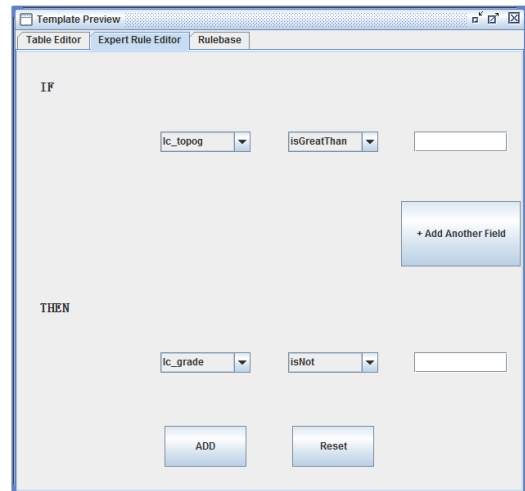 Template Preview
Table Editor Expert Rule Editor Rulebase
IF
lc_topog isGreatThan
+ Add Another Field
THEN
lc_grade isNot
ADD Reset